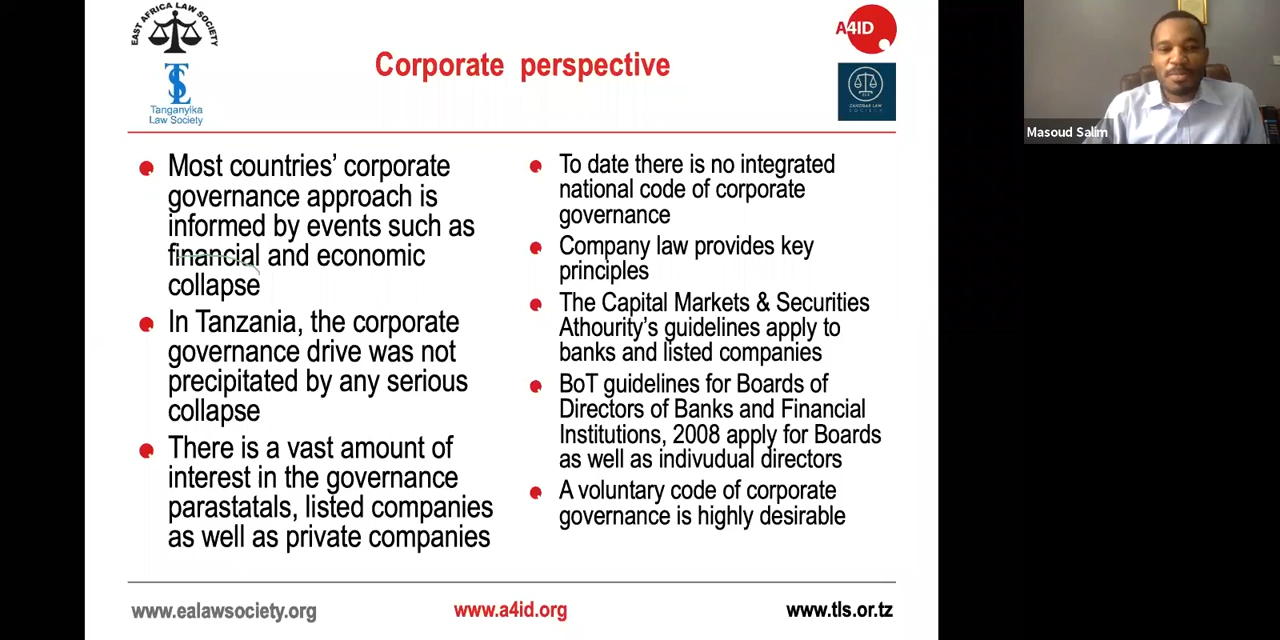 EAST AFRICA LAW SOCIETY
TLS
Tanganyika
Law Society
Corporate perspective
A4ID
ZANZIBAR LAW
SOCIETY
Masoud Salim
Most countries’ corporate
governance approach is
informed by events such as
financial and economic
collapse
In Tanzania, the corporate
governance drive was not
precipitated by any serious
collapse
There is a vast amount of
interest in the governance
parastatals, listed companies
as well as private companies
To date there is no integrated
national code of corporate
governance
Company law provides key
principles
The Capital Markets & Securities
Athourity’s guidelines apply to
banks and listed companies
BoT guidelines for Boards of
Directors of Banks and Financial
Institutions, 2008 apply for Boards
as well as indivudual directors
A voluntary code of corporate
governance is highly desirable
www.ealawsociety.org
www.a4id.org
www.tls.or.tz